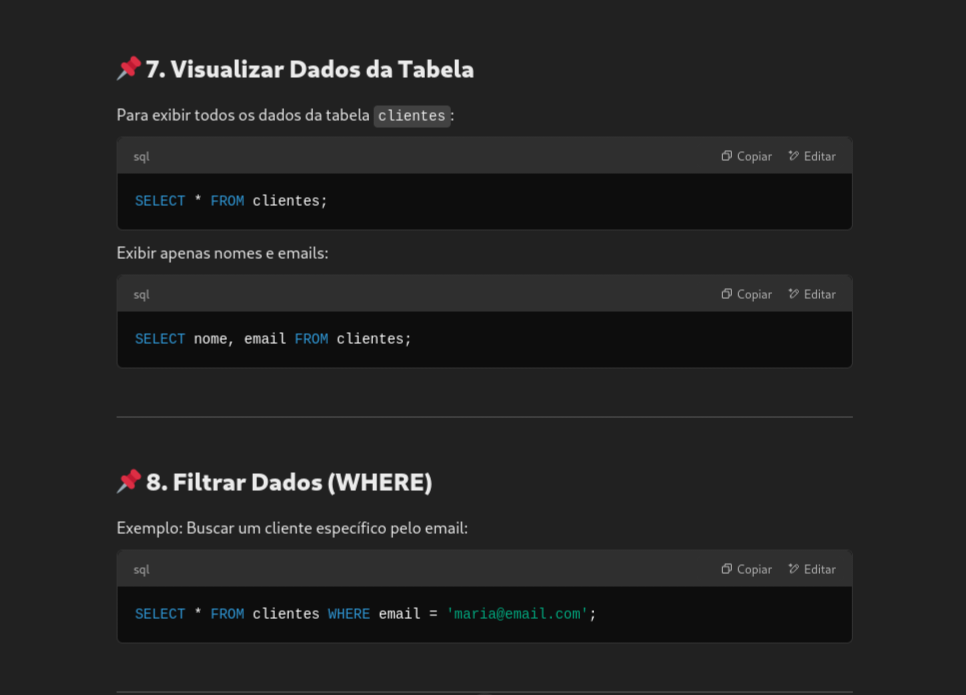 📌 7. Visualizar Dados da Tabela
Para exibir todos os dados da tabela clientes:
sql Copiar Editar
SELECT * FROM clientes;
Exibir apenas nomes e emails:
sql Copiar Editar
SELECT nome, email FROM clientes;
📌 8. Filtrar Dados (WHERE)
Exemplo: Buscar um cliente específico pelo email:
sql Copiar Editar
SELECT * FROM clientes WHERE email = 'maria@email.com';